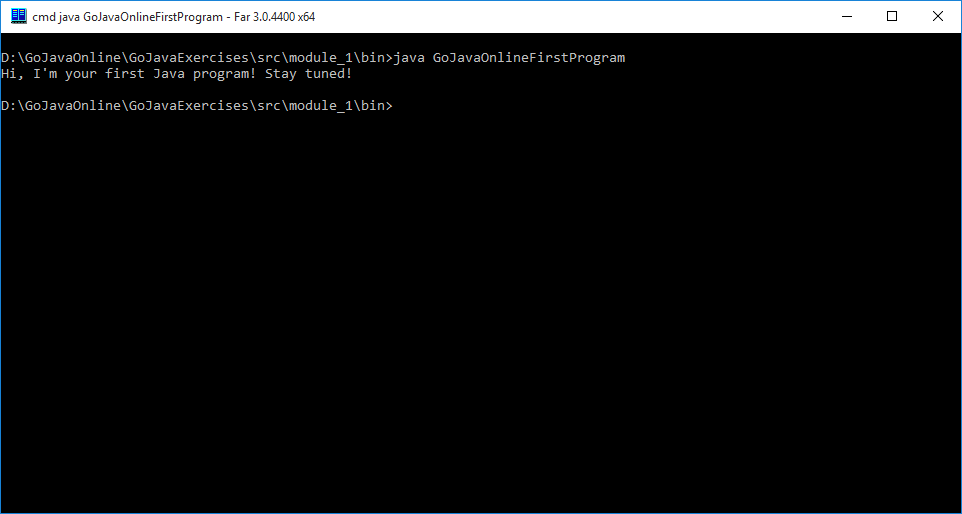 cmd java GoJavaOnlineFirstProgram - Far 3.0.4400 x64
D:\GoJavaOnline\GoJavaExercises\src\module_1\bin>java GoJavaOnlineFirstProgram
Hi, I'm your first Java program! Stay tuned!
D:\GoJavaOnline\GoJavaExercises\src\module_1\bin>